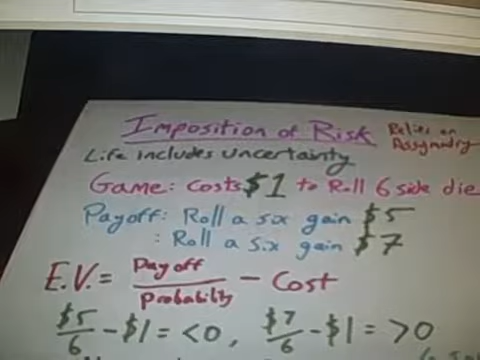 Imposition of Risk
Relies on
Assymetry
Life includes uncertainty
Game: costs $1 to Roll 6 side die
Payoff: Roll a six gain $5
: Roll a six gain $7
E.V. = Payoff / probability - Cost
$5/6 - $1 = <0, $7/6 - $1 = >0